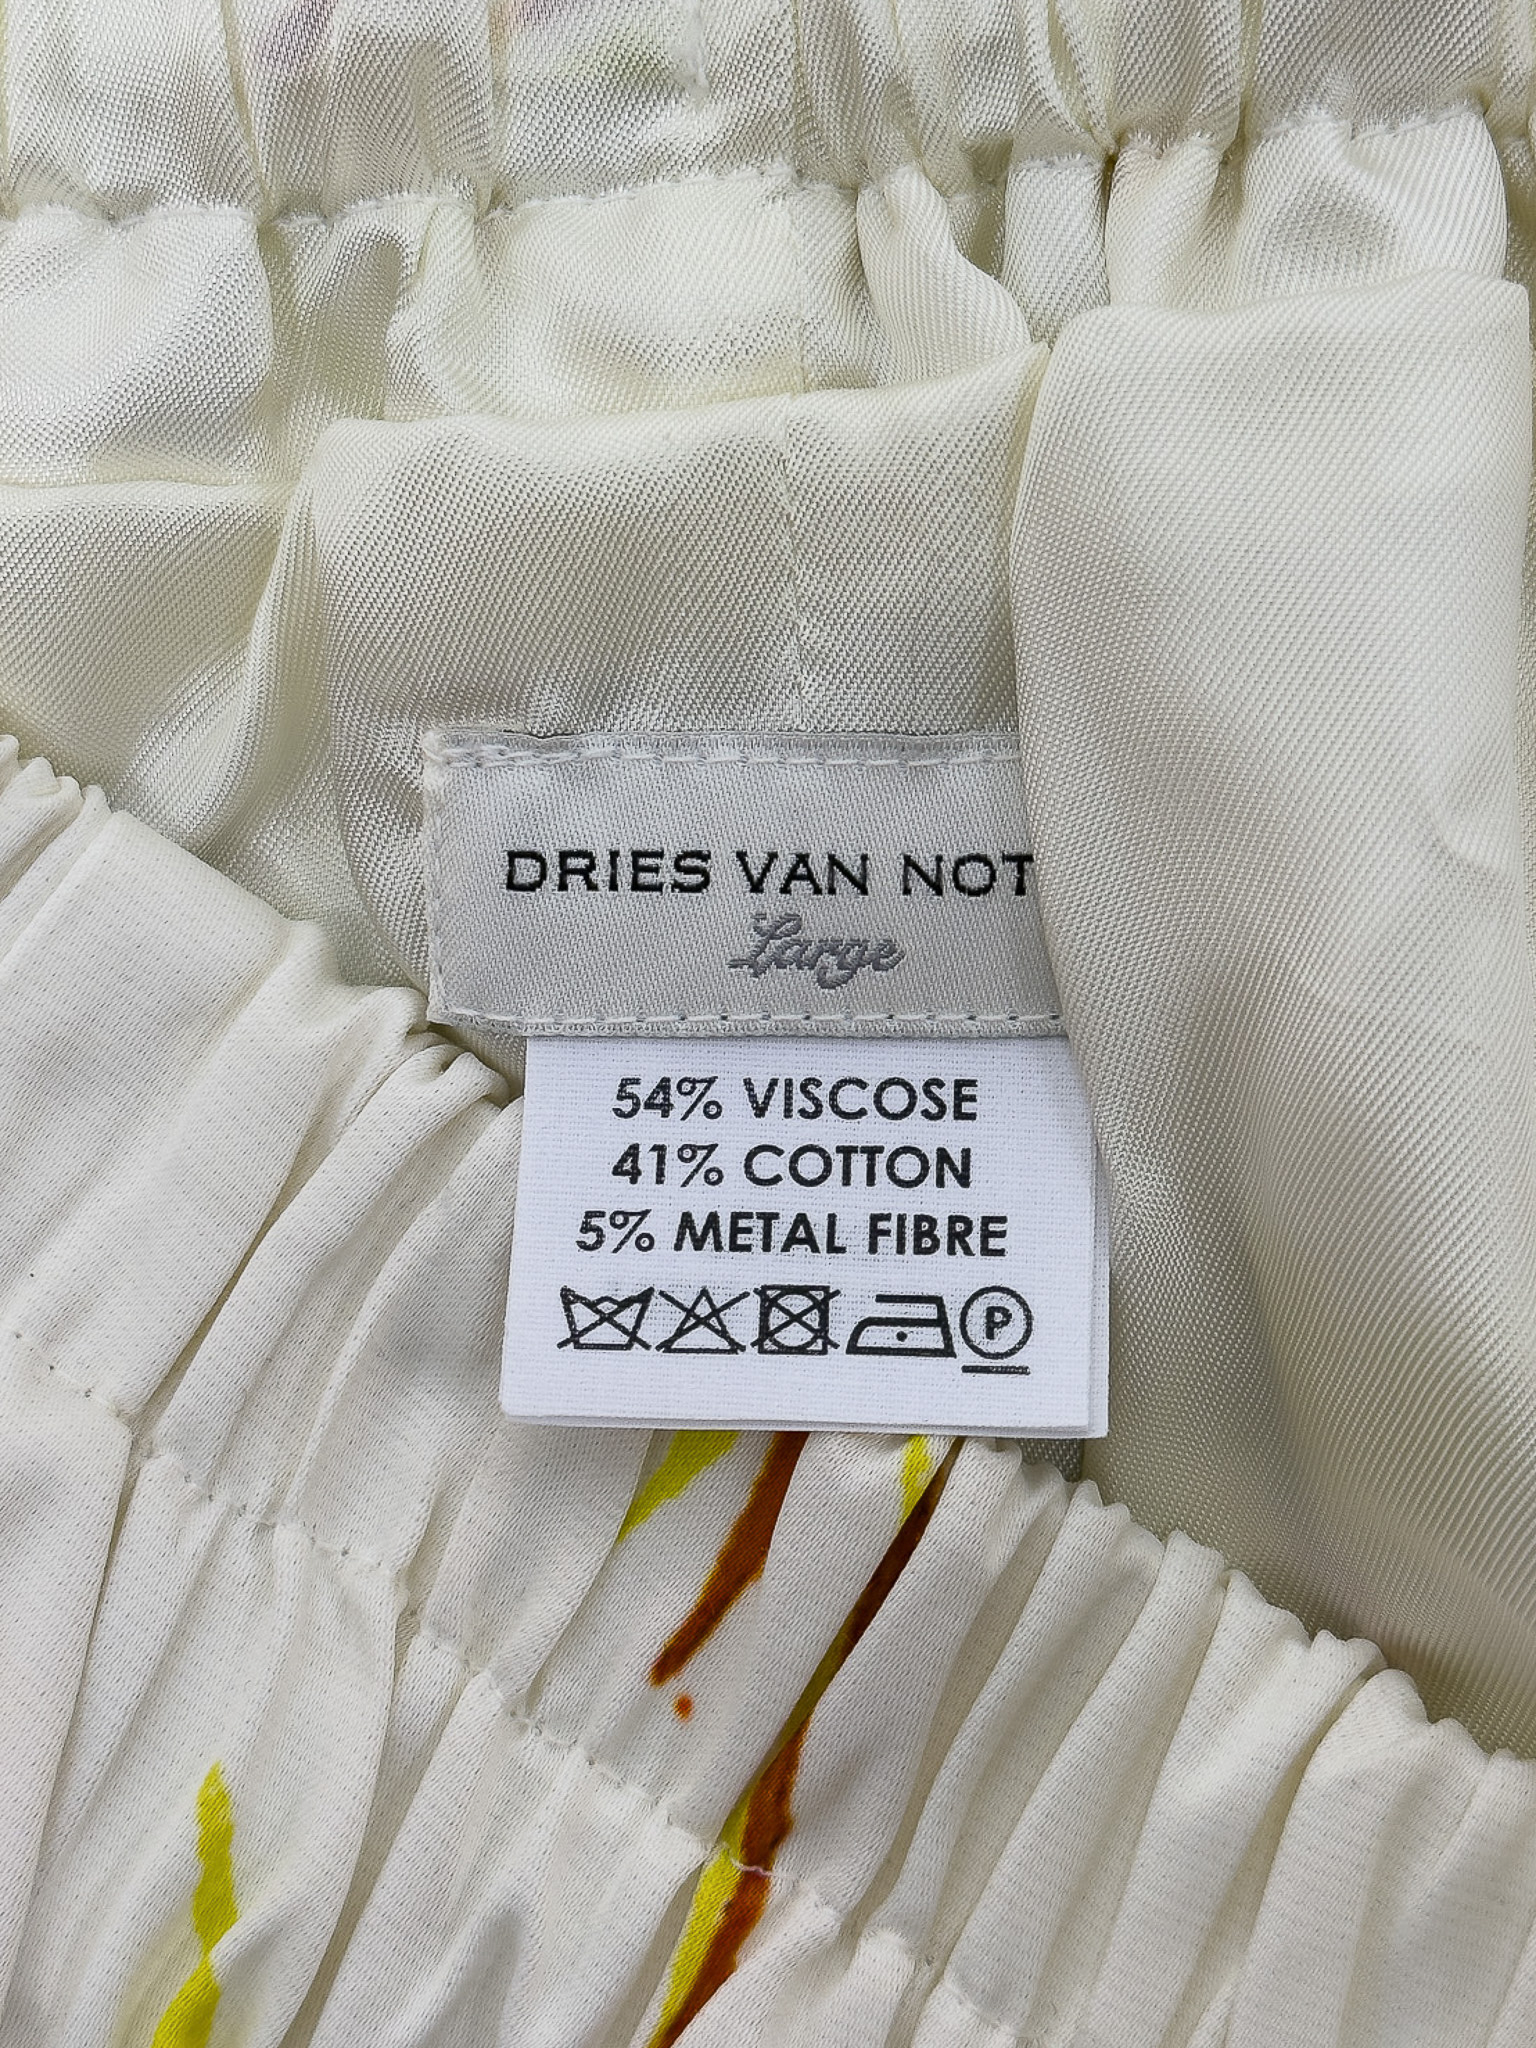 DRIES VAN NOT
Large
54% VISCOSE
41% COTTON
5% METAL FIBRE
P